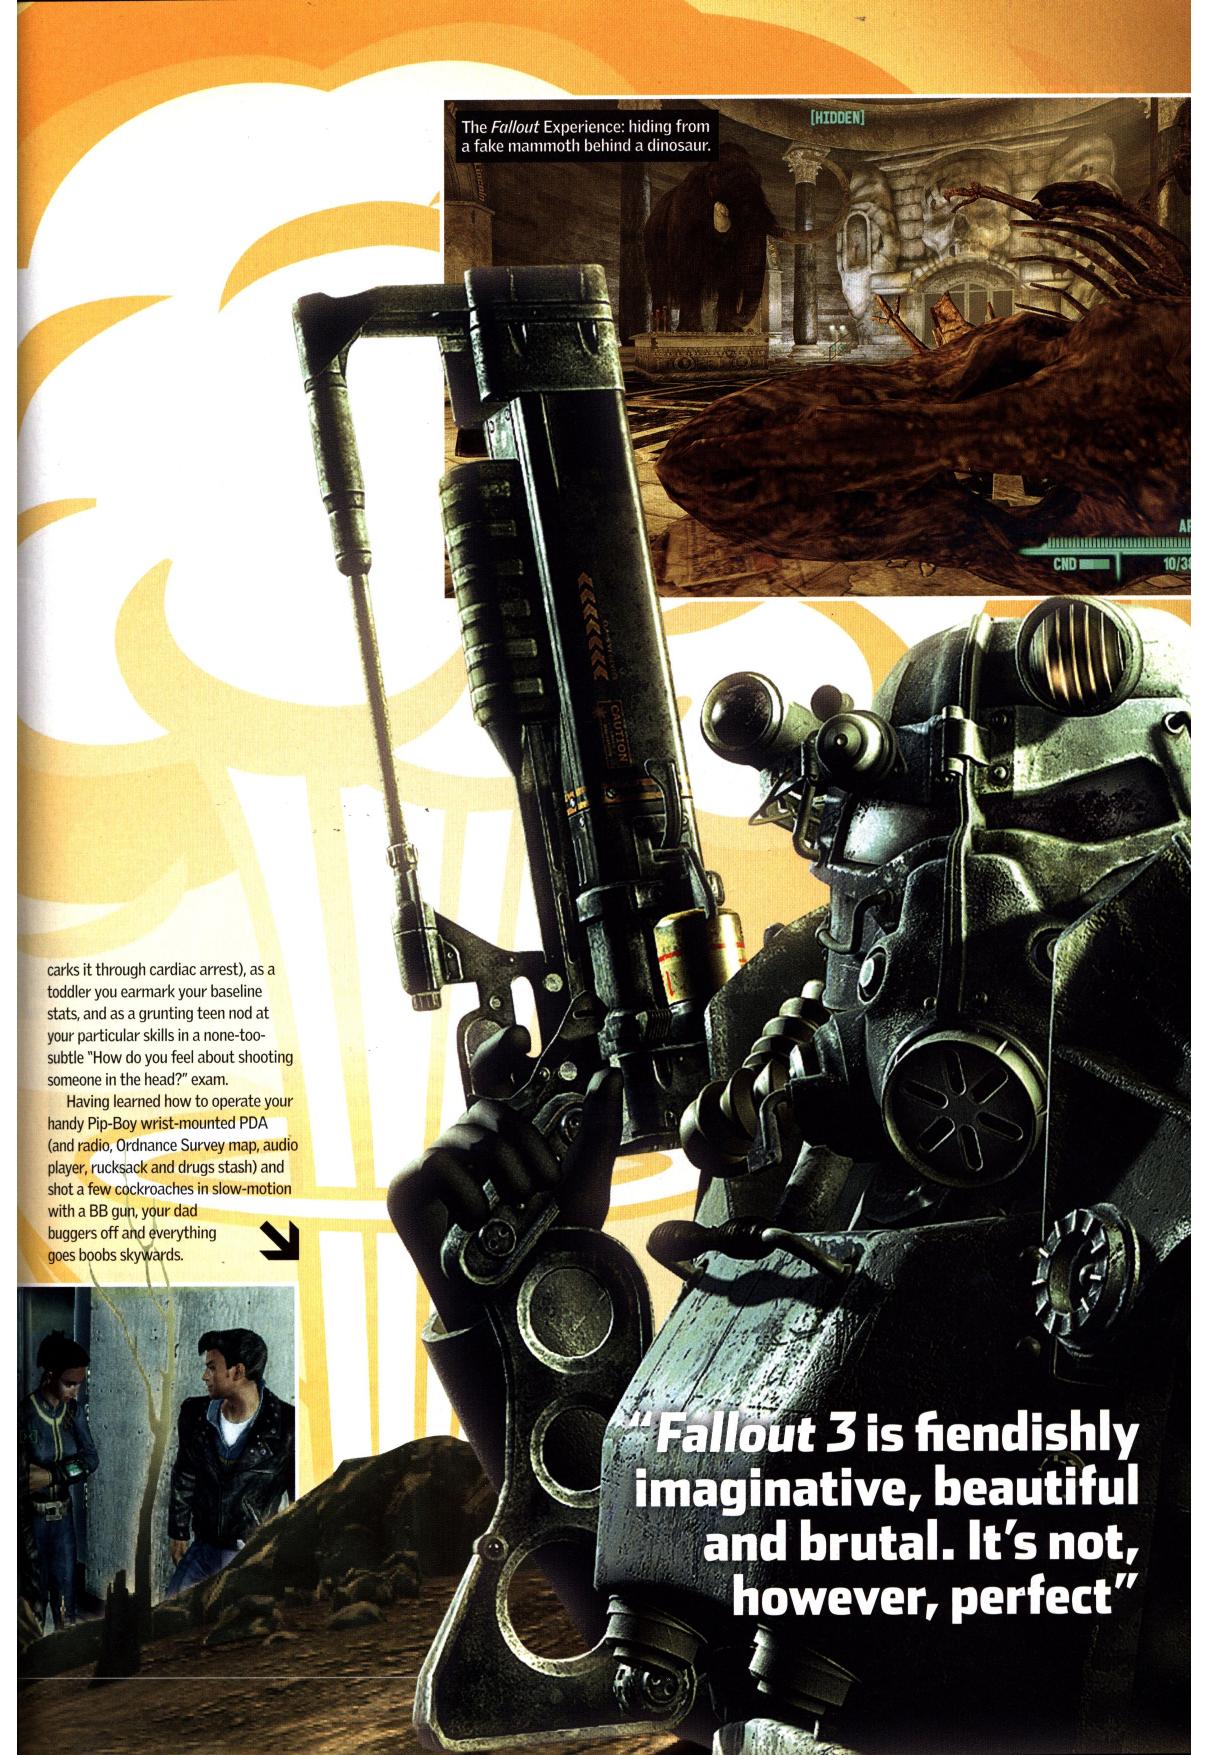 The Fallout Experience: hiding from
a fake mammoth behind a dinosaur.
[HIDDEN]
CND
CAUTION
carks it through cardiac arrest), as a
toddler you earmark your baseline
stats, and as a grunting teen nod at
your particular skills in a none-too-
subtle “How do you feel about shooting
someone in the head?” exam.
Having learned how to operate your
handy Pip-Boy wrist-mounted PDA
(and radio, Ordnance Survey map, audio
player, rucksack and drugs stash) and
shot a few cockroaches in slow-motion
with a BB gun, your dad
buggers off and everything
goes boobs skywards.
“Fallout 3 is fiendishly
imaginative, beautiful
and brutal. It’s not,
however, perfect”